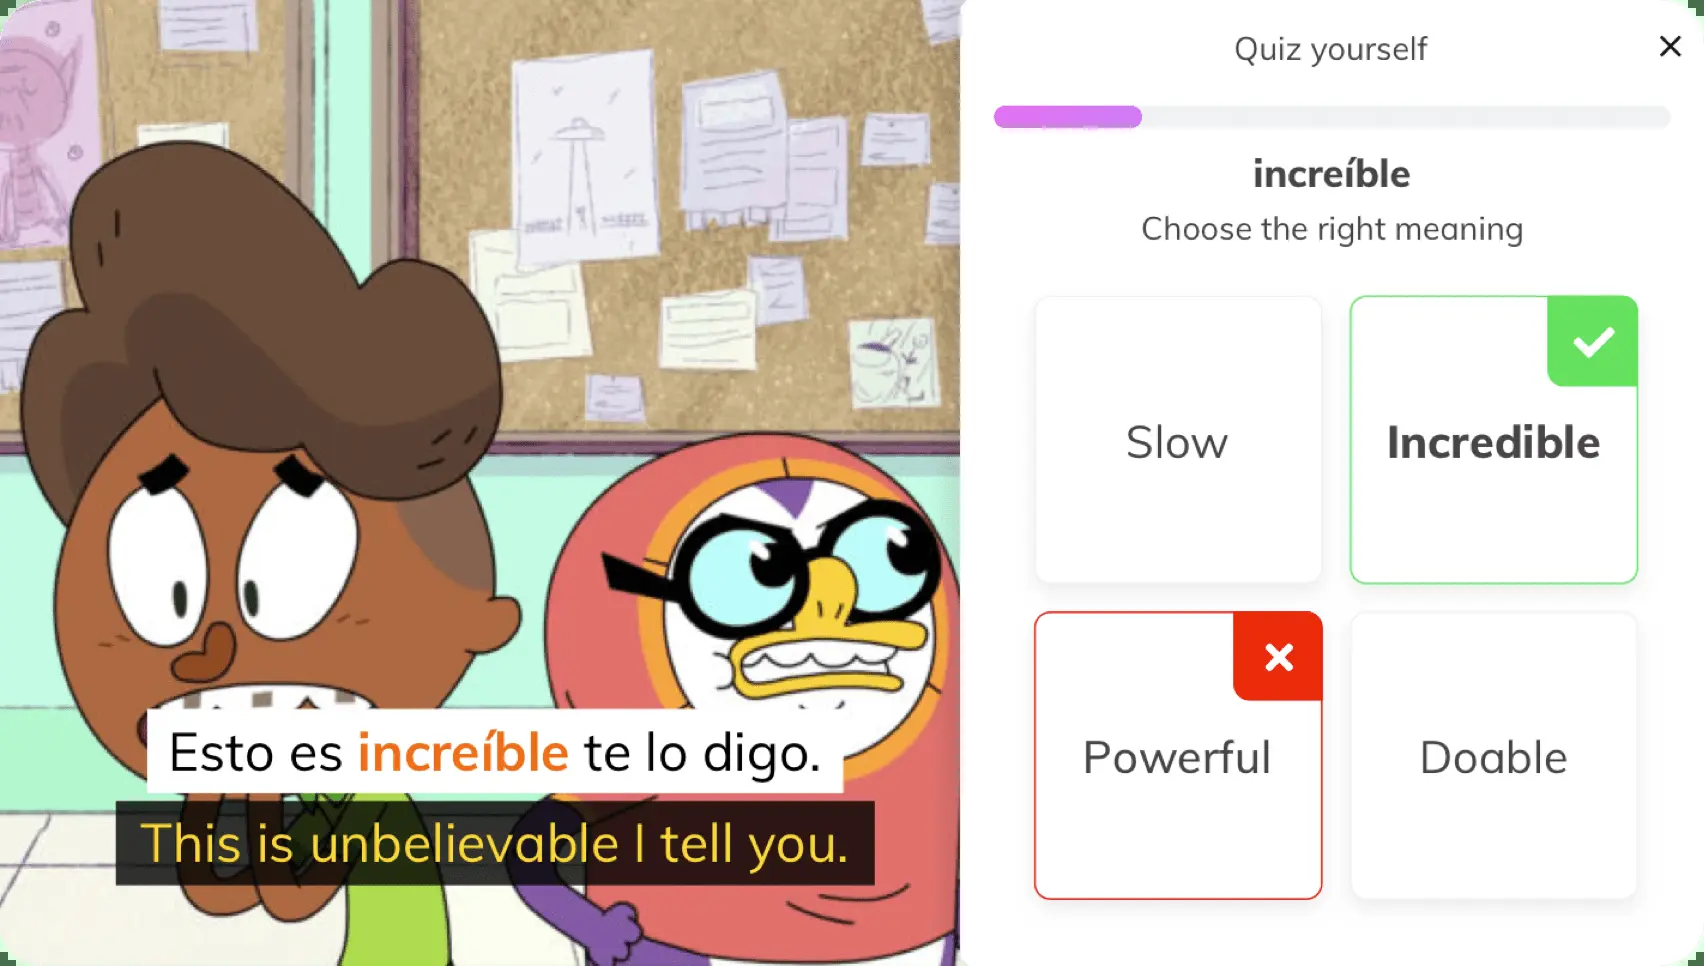 Quiz yourself
increíble
Choose the right meaning
Slow
Incredible
Powerful
Doable
Esto es increíble te lo digo.
This is unbelievable I tell you.